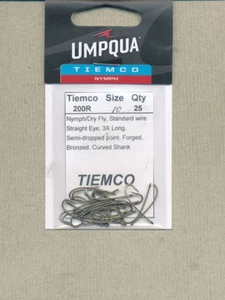 UMPQUA
TIEMCO
NYMPH
Tiemco Size Qty
200R 10 25
Nymph/Dry Fly, Standard wire
Straight Eye, 3X Long,
Semi-dropped point, Forged,
Bronzed, Curved Shank
TIEMCO